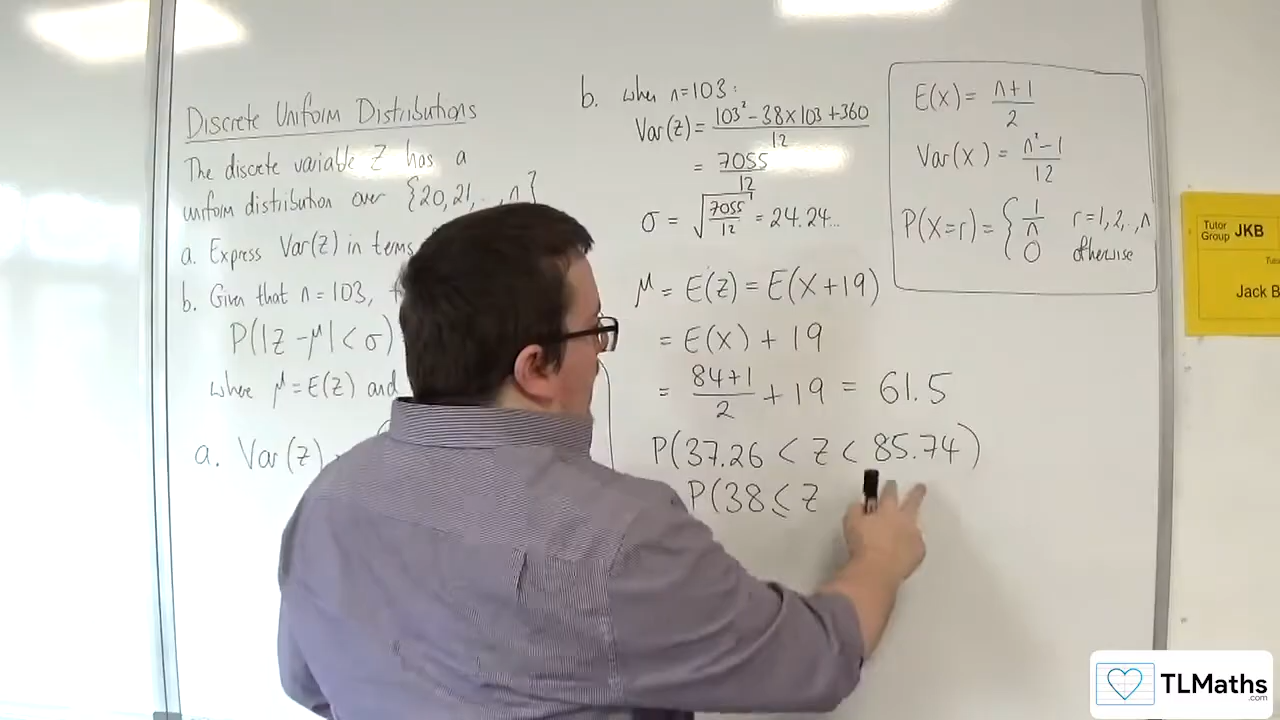 Discrete Uniform Distributions
The discrete variable Z has a
uniform distribution over {20,21,..,n}
a. Express Var(Z) in terms
b. Given that n=103,
P(|Z-μ|<σ)
where μ=E(Z) and
a. Var(Z)
b. when n=103:
Var(Z) = (103²-38×103+360)/12
= 7055/12
σ = √(7055/12) = 24.24...
μ = E(Z) = E(X+19)
= E(X) + 19
= (84+1)/2 + 19 = 61.5
P(37.26 < Z < 85.74)
P(38 ≤ Z
E(X) = (n+1)/2
Var(X) = (n²-1)/12
P(X=r) = { 1/n r=1,2,..,n
0 otherwise
Tutor
Group JKB
Jack B
TLMaths
.com